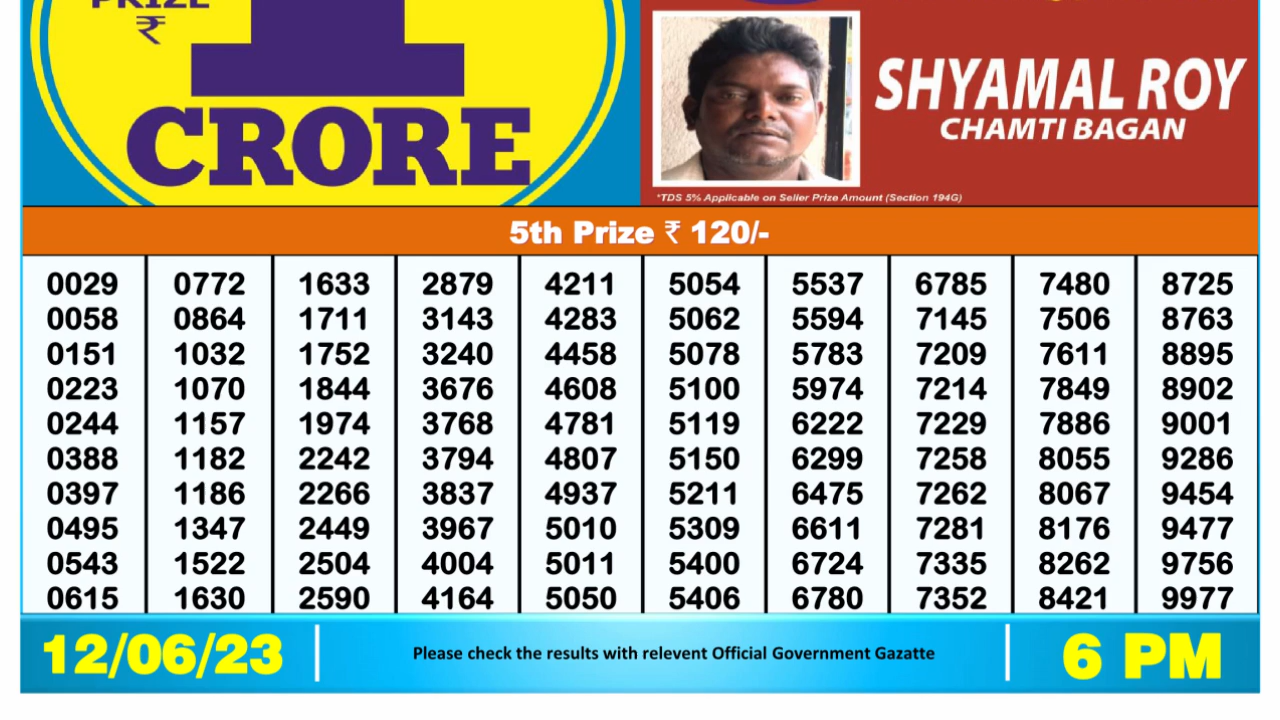 PRIZE
₹
1
CRORE
SHYAMAL ROY
CHAMTI BAGAN
*TDS 5% Applicable on Seller Prize Amount (Section 194G)
5th Prize ₹ 120/-
0029 0772 1633 2879 4211 5054 5537 6785 7480 8725
0058 0864 1711 3143 4283 5062 5594 7145 7506 8763
0151 1032 1752 3240 4458 5078 5783 7209 7611 8895
0223 1070 1844 3676 4608 5100 5974 7214 7849 8902
0244 1157 1974 3768 4781 5119 6222 7229 7886 9001
0388 1182 2242 3794 4807 5150 6299 7258 8055 9286
0397 1186 2266 3837 4937 5211 6475 7262 8067 9454
0495 1347 2449 3967 5010 5309 6611 7281 8176 9477
0543 1522 2504 4004 5011 5400 6724 7335 8262 9756
0615 1630 2590 4164 5050 5406 6780 7352 8421 9977
12/06/23 Please check the results with relevent Official Government Gazatte 6 PM